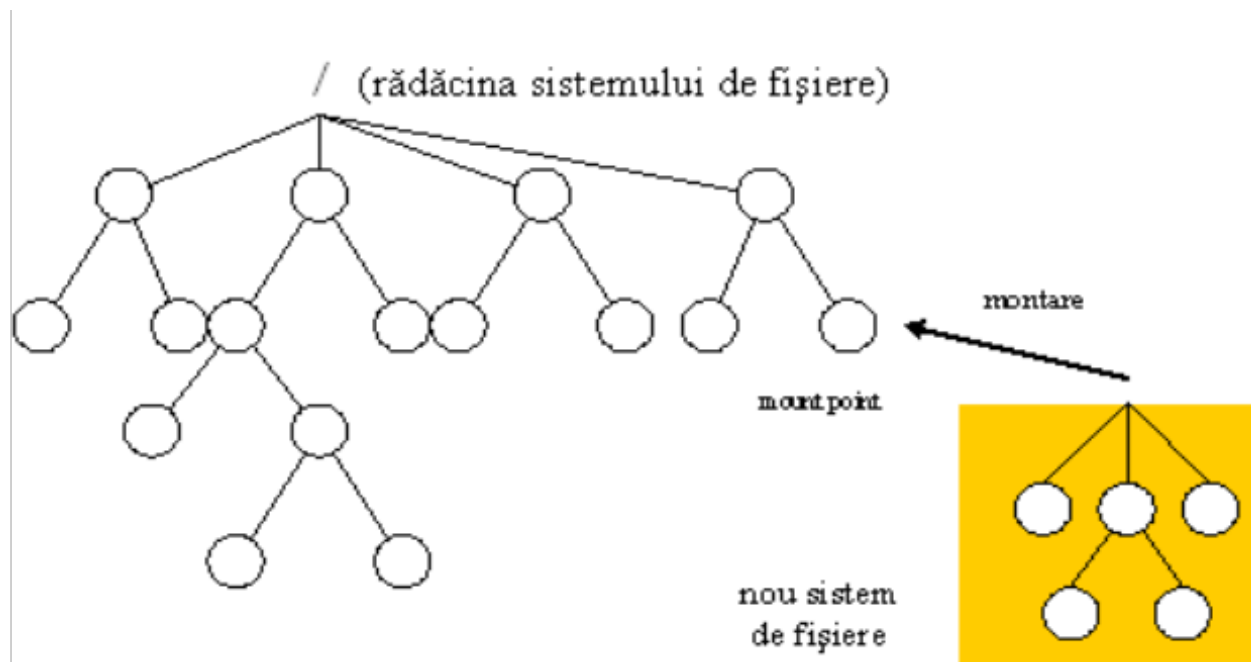 / (rădăcina sistemului de fişiere)
montare
mount point
nou sistem
de fişiere